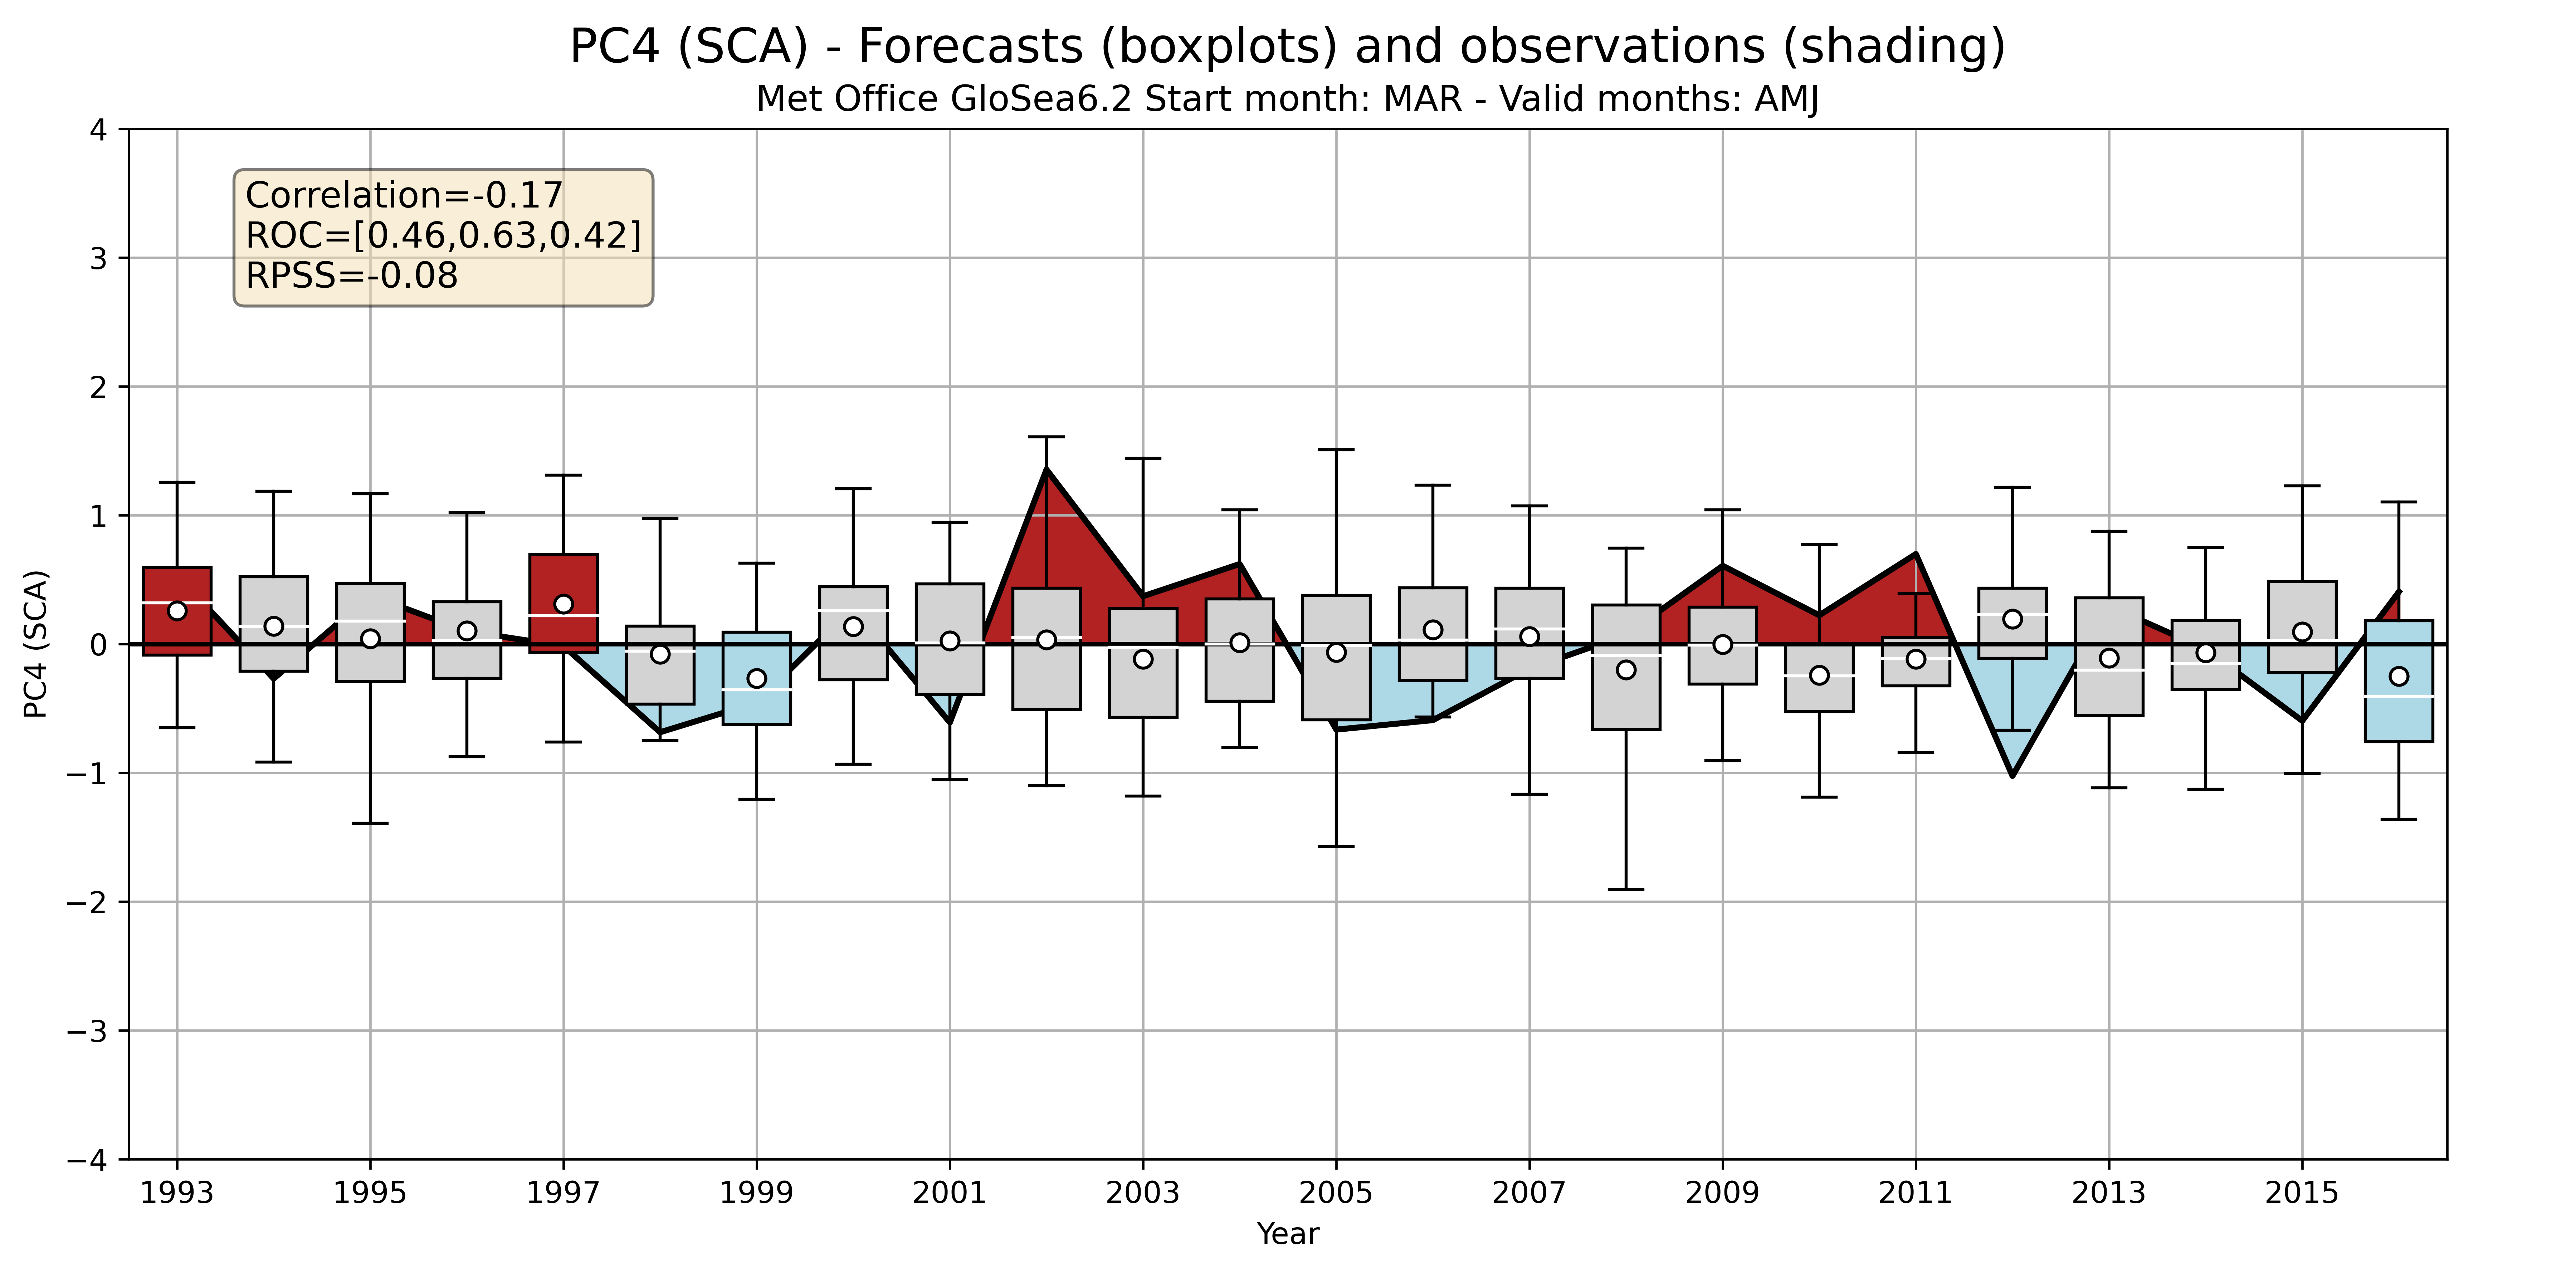 PC4 (SCA) - Forecasts (boxplots) and observations (shading)
Met Office GloSea6.2 Start month: MAR - Valid months: AMJ
Correlation=-0.17
ROC=[0.46,0.63,0.42]
RPSS=-0.08
PC4 (SCA)
4
3
2
1
0
−1
−2
−3
−4
1993 1995 1997 1999 2001 2003 2005 2007 2009 2011 2013 2015
Year